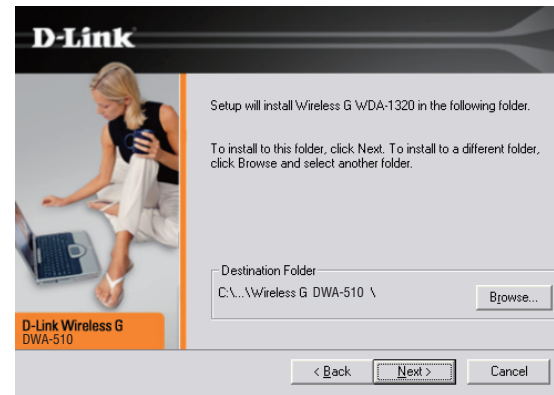 D-Link
Setup will install Wireless G WDA-1320 in the following folder.
To install to this folder, click Next. To install to a different folder,
click Browse and select another folder.
Destination Folder
C:\...\Wireless G DWA-510 \
Browse...
D-Link Wireless G
DWA-510
< Back
Next >
Cancel